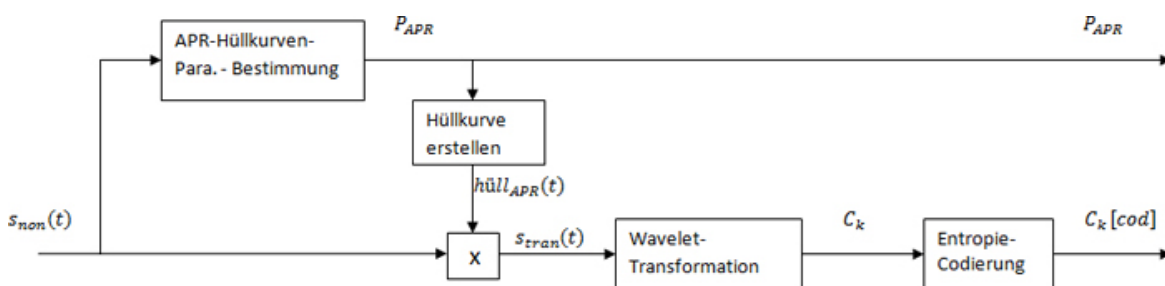 P_APR
P_APR
APR-Hüllkurven-
Para. - Bestimmung
Hüllkurve
erstellen
hüll_APR(t)
s_non(t)
s_tran(t)
C_k
C_k[cod]
X
Wavelet-
Transformation
Entropie-
Codierung